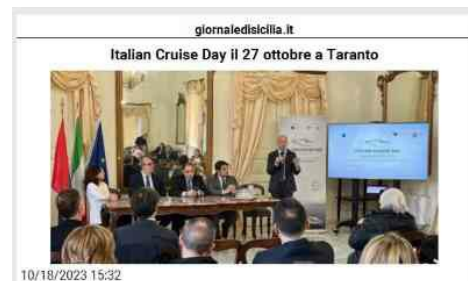 giornaledisicilia.it
Italian Cruise Day il 27 ottobre a Taranto
10/18/2023 15:32